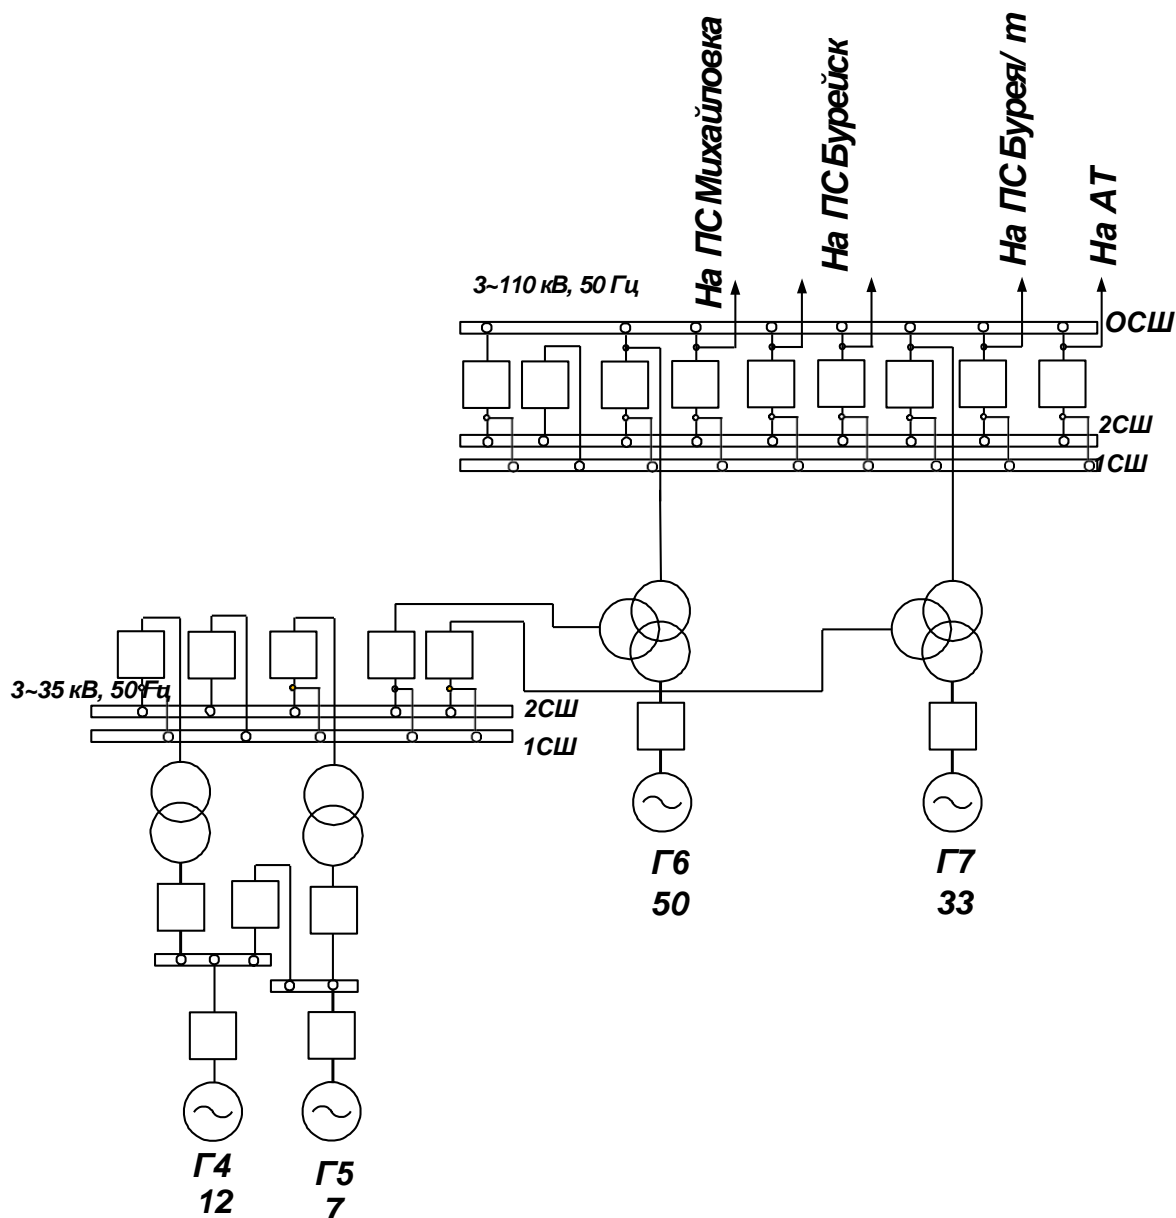 На ПС Михайловка
На ПС Бурейск
На ПС Бурея/ т
На АТ
3~110 кВ, 50 Гц
ОСШ
2СШ
1СШ
3~35 кВ, 50 Гц
2СШ
1СШ
Г6
50
Г7
33
Г4
12
Г5
7